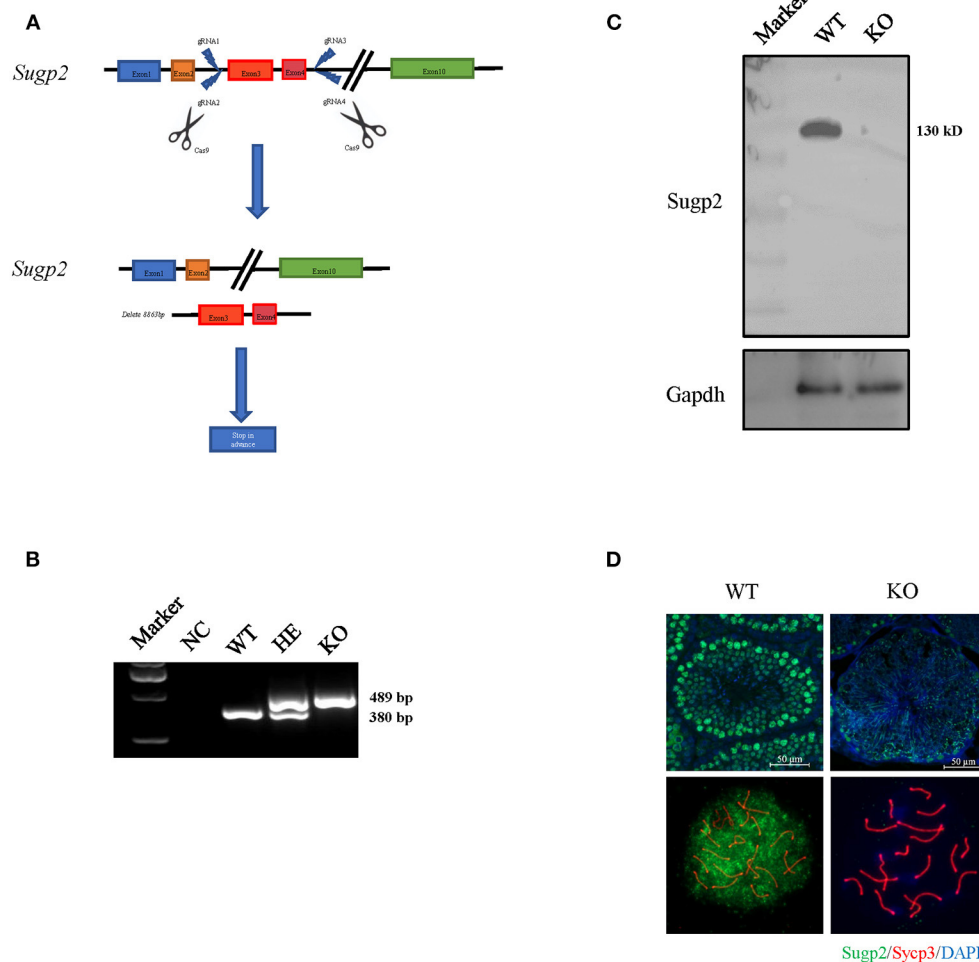 A
gRNA1
gRNA3
Sugp2
Exon1
Exon2
Exon3
Exon4
Exon10
gRNA2
gRNA4
Cas9
Cas9
Sugp2
Exon1
Exon2
Exon10
Delete 8863bp
Exon3
Exon4
Stop in
advance
B
Marker
NC
WT
HE
KO
489 bp
380 bp
C
Marker
WT
KO
130 kD
Sugp2
Gapdh
D
WT
KO
50 µm
50 µm
Sugp2/Sycp3/DAPI